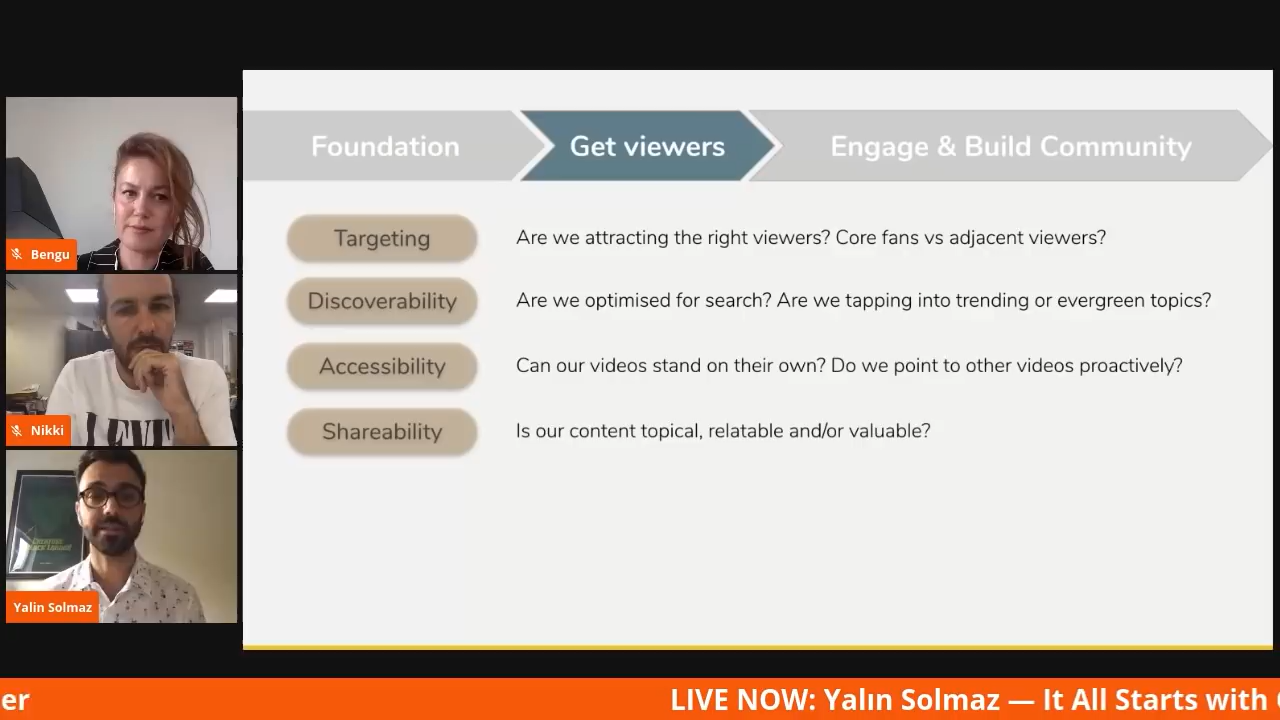 Foundation
Get viewers
Engage & Build Community
Targeting
Are we attracting the right viewers? Core fans vs adjacent viewers?
Discoverability
Are we optimised for search? Are we tapping into trending or evergreen topics?
Accessibility
Can our videos stand on their own? Do we point to other videos proactively?
Shareability
Is our content topical, relatable and/or valuable?
Bengu
Nikki
LEVI
Yalin Solmaz
er
LIVE NOW: Yalın Solmaz — It All Starts with